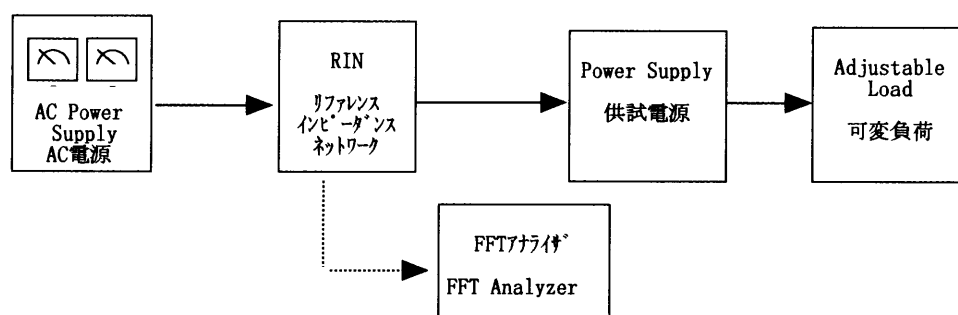 AC Power
Supply
AC電源
RIN
リファレンス
インピーダンス
ネットワーク
Power Supply
供試電源
Adjustable
Load
可変負荷
FFTアナライザ
FFT Analyzer